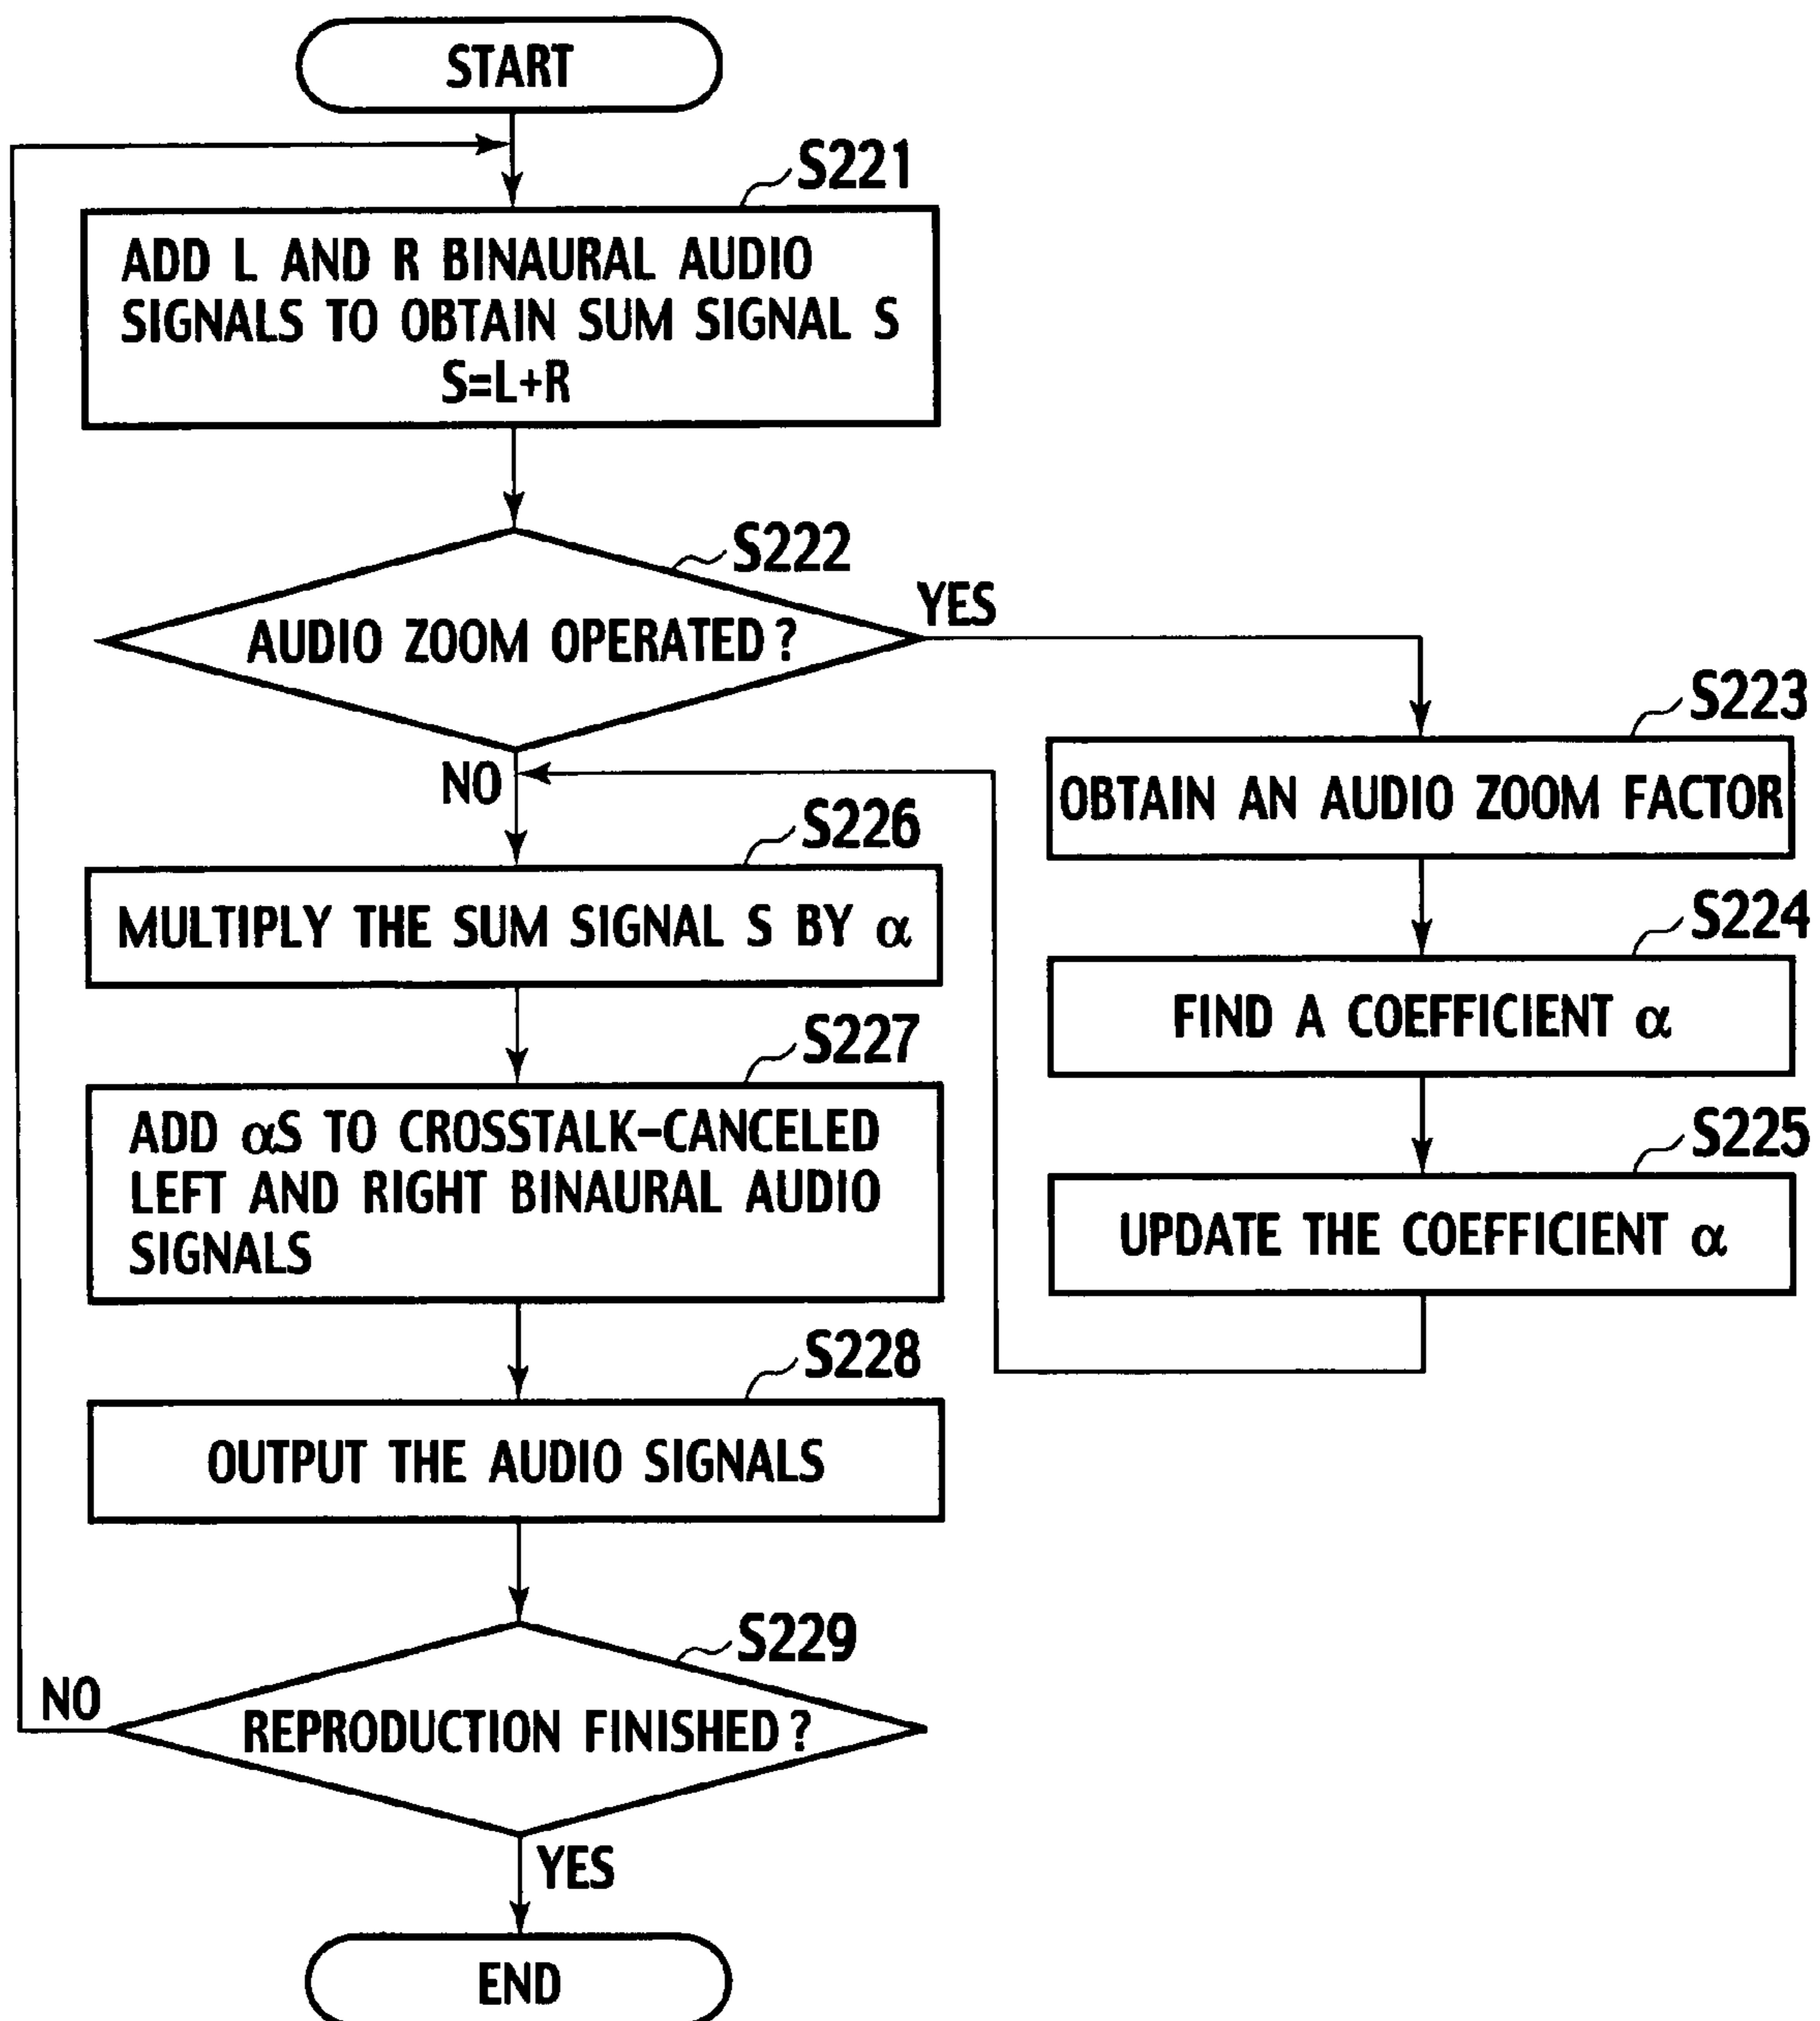 START
S221
ADD L AND R BINAURAL AUDIO
SIGNALS TO OBTAIN SUM SIGNAL S
S=L+R
S222
AUDIO ZOOM OPERATED?
YES
NO
S223
OBTAIN AN AUDIO ZOOM FACTOR
S224
FIND A COEFFICIENT α
S225
UPDATE THE COEFFICIENT α
S226
MULTIPLY THE SUM SIGNAL S BY α
S227
ADD αS TO CROSSTALK-CANCELED
LEFT AND RIGHT BINAURAL AUDIO
SIGNALS
S228
OUTPUT THE AUDIO SIGNALS
S229
REPRODUCTION FINISHED?
NO
YES
END